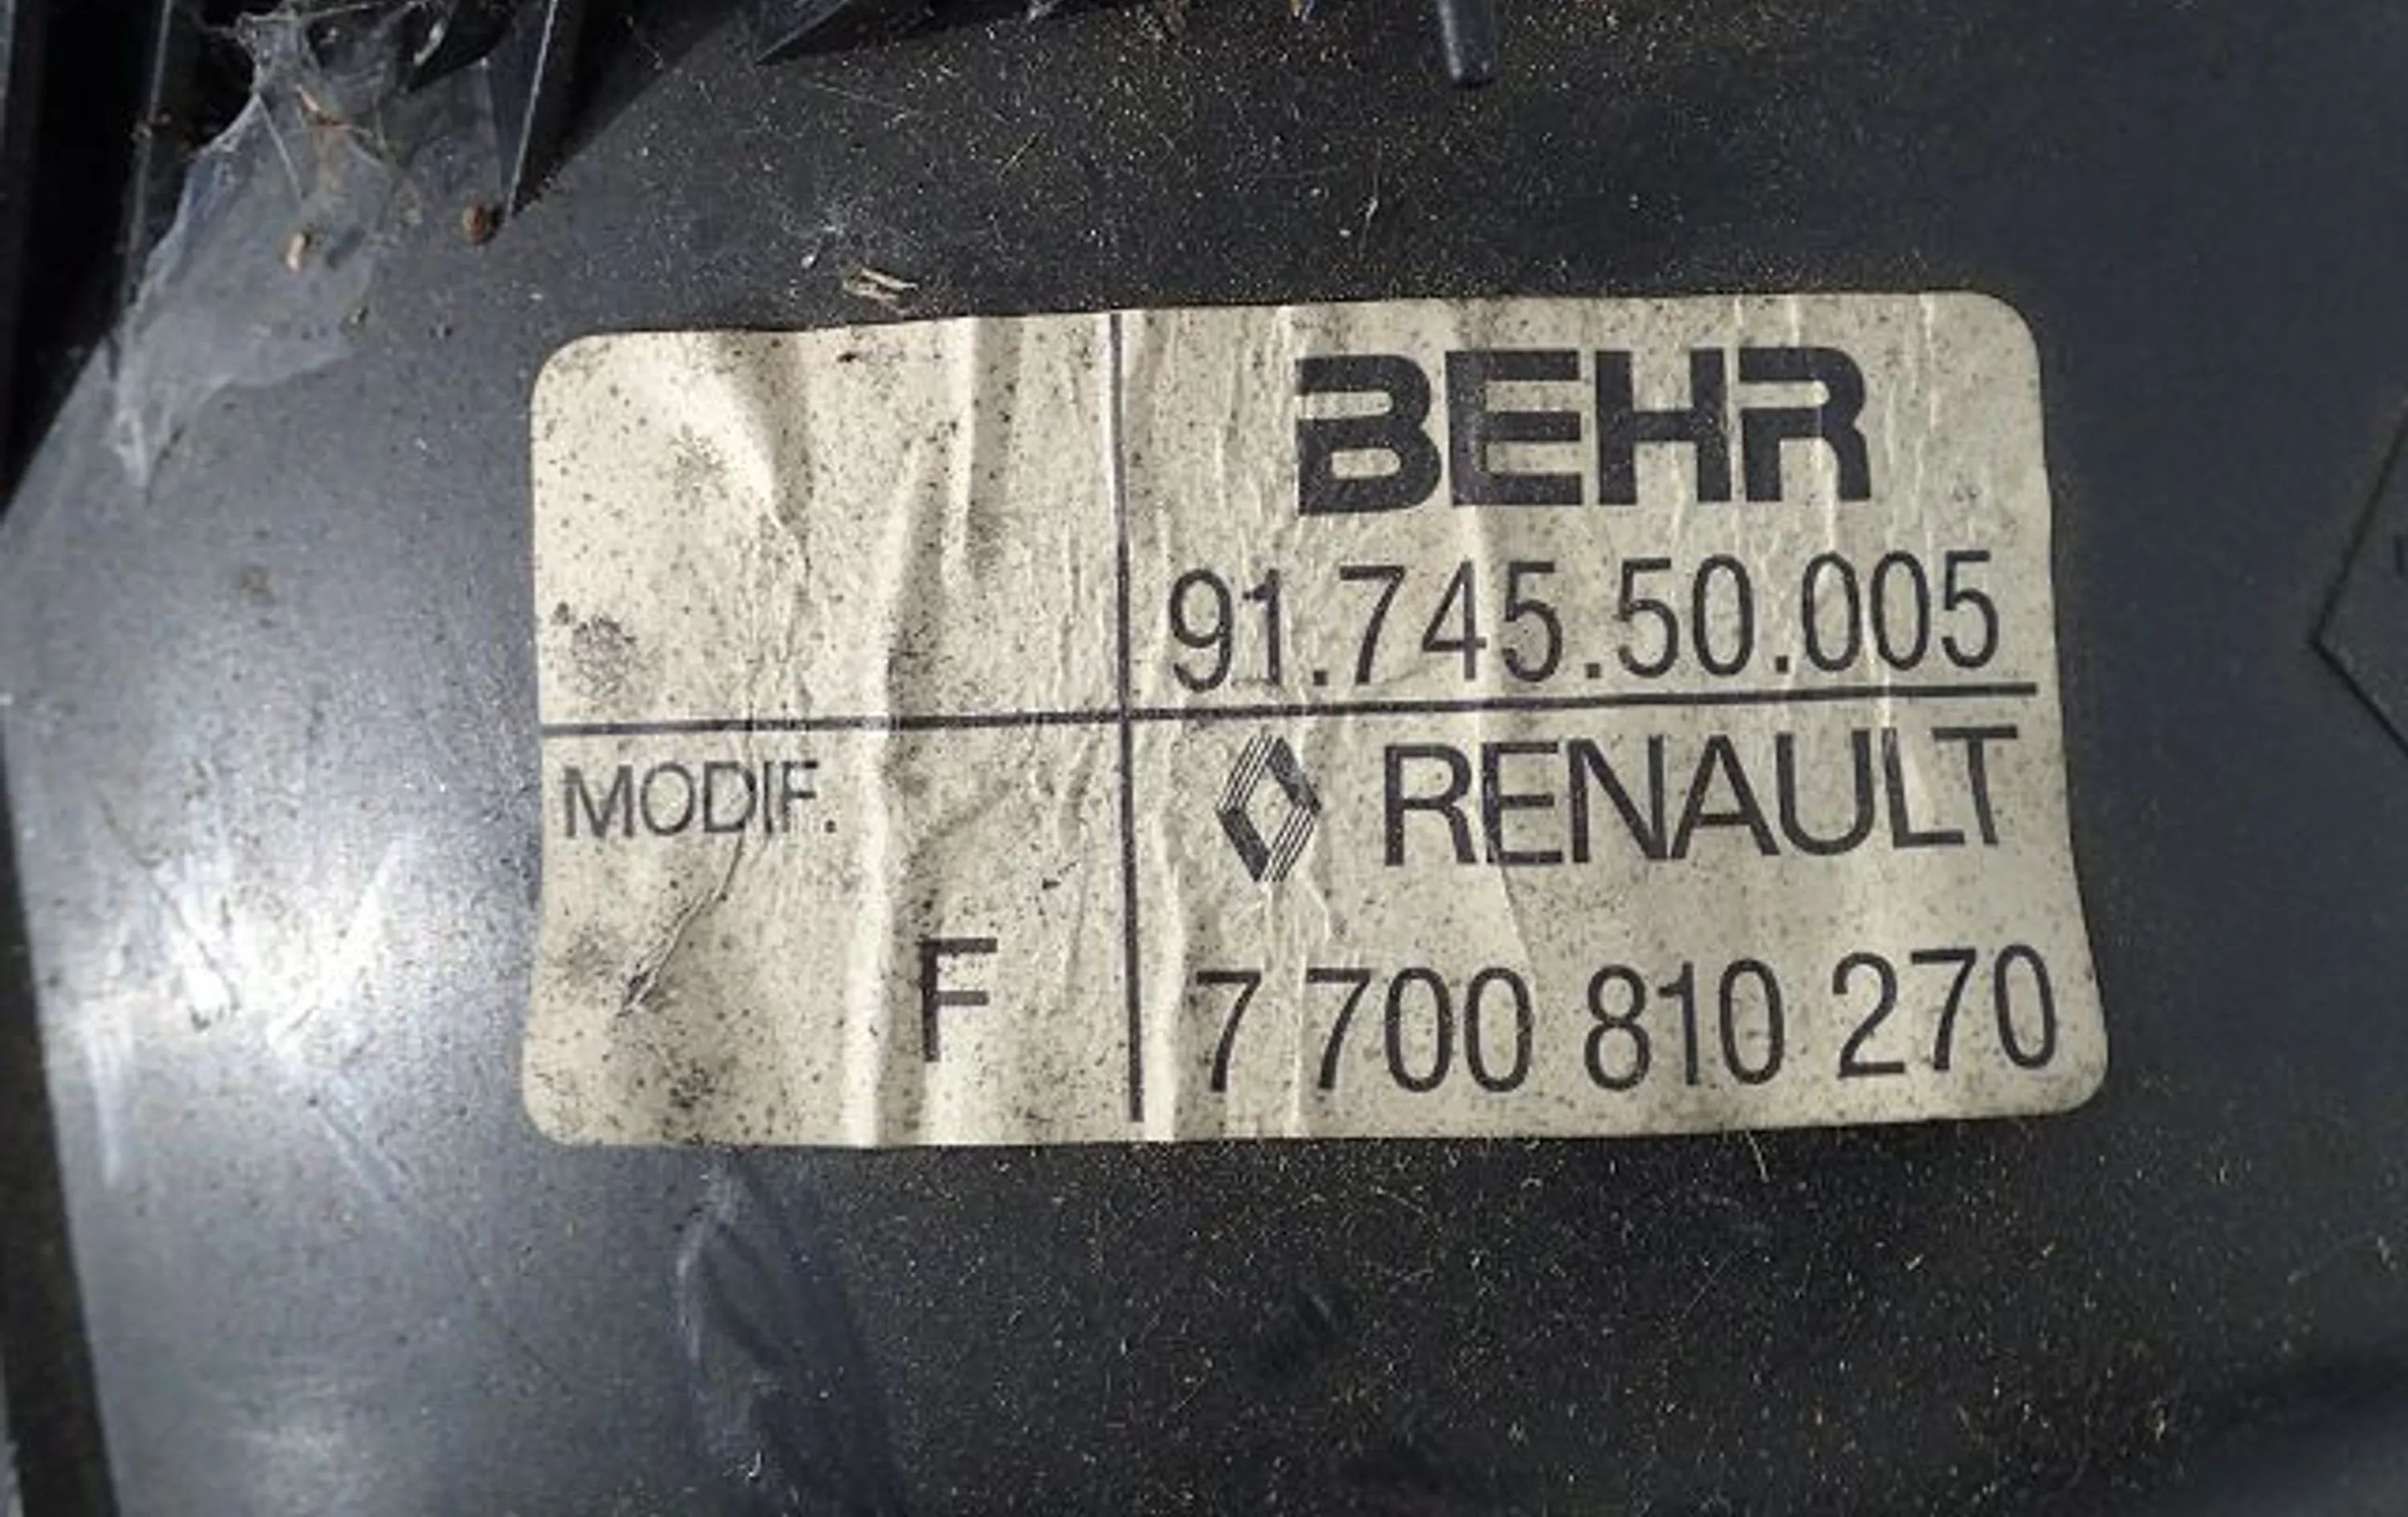 BEHR
91.745.50.005
MODIF.
RENAULT
F
7 700 810 270